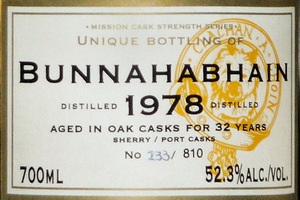 • MISSION CASK STRENGTH SERIES •
UNIQUE BOTTLING OF
BUNNAHABHAIN
DISTILLED 1978 DISTILLED
AGED IN OAK CASKS FOR 32 YEARS
SHERRY / PORT CASKS
No 233/ 810
700ML 52.3% ALC./VOL.